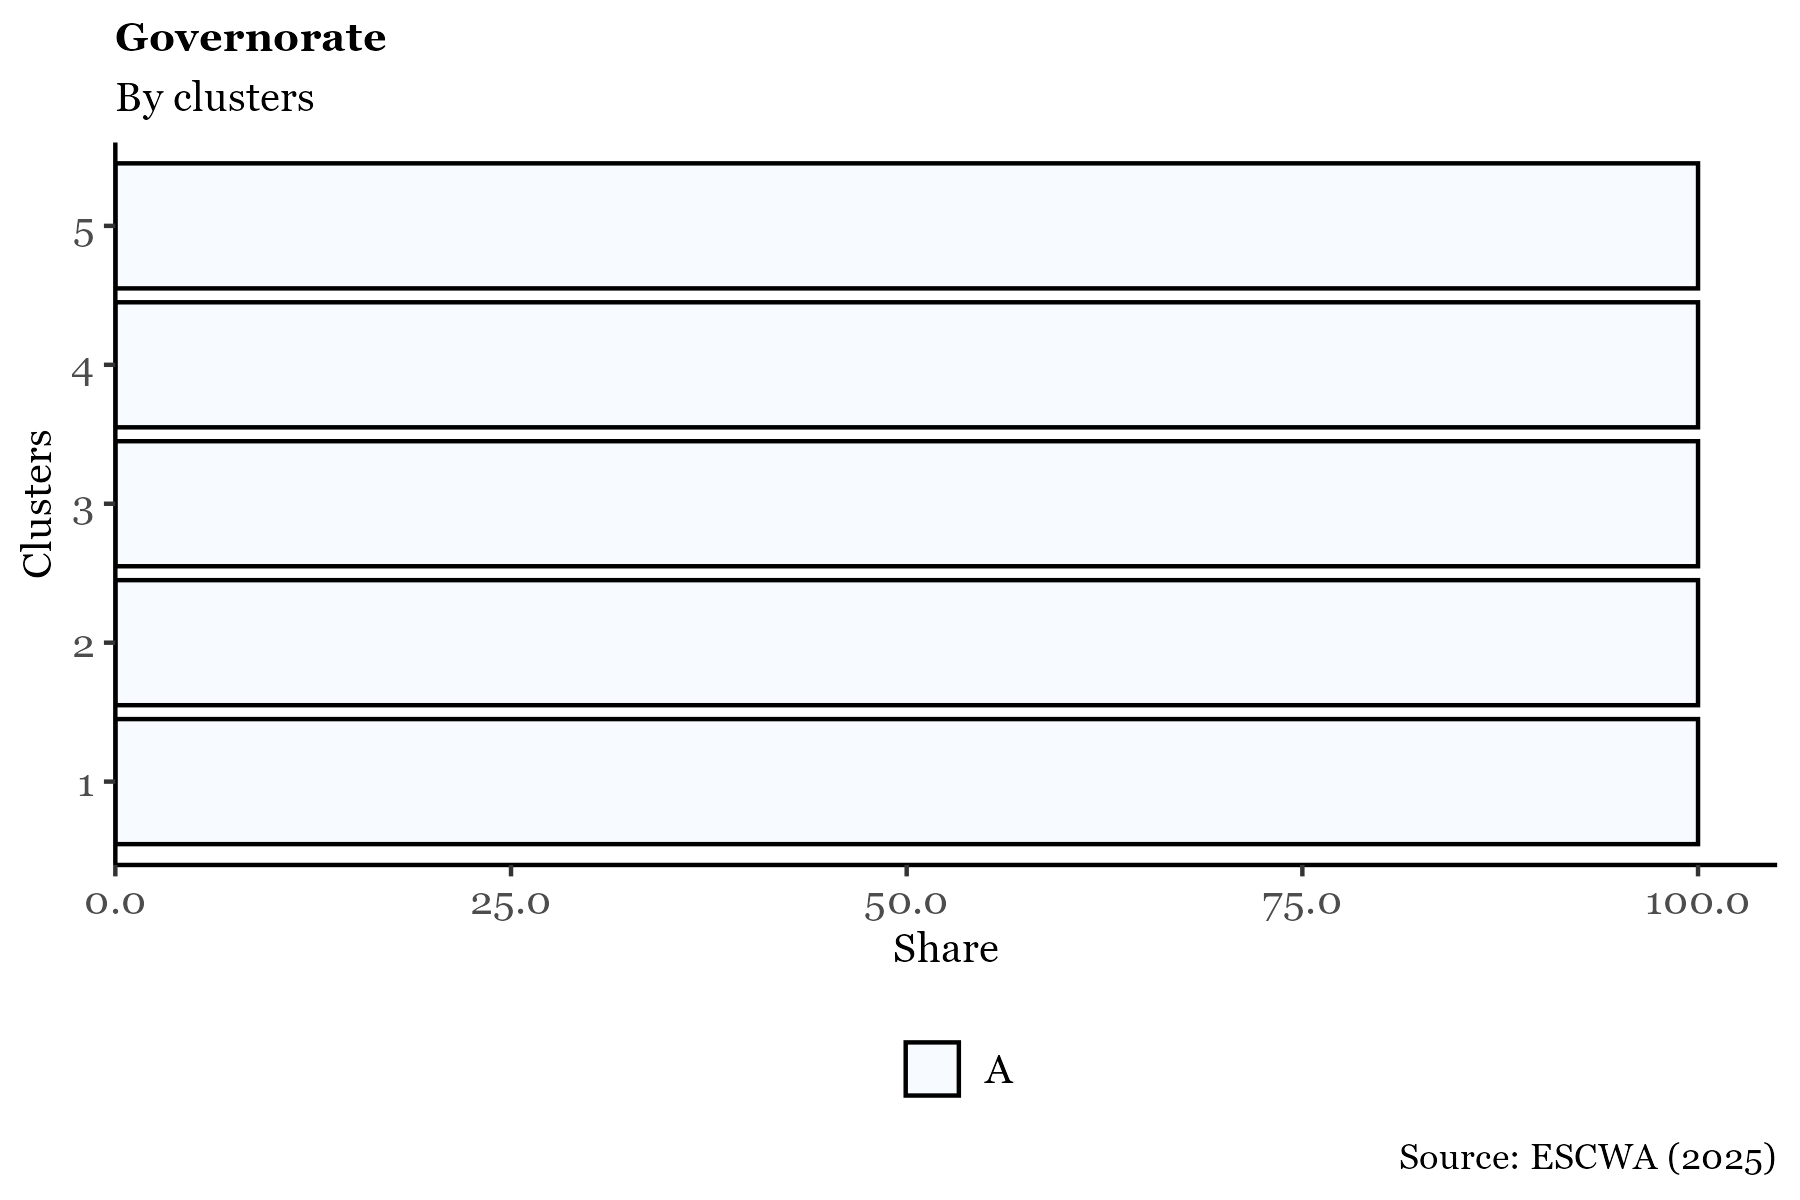 Governorate
By clusters
5
4
3
2
1
Clusters
0.0 25.0 50.0 75.0 100.0
Share
A
Source: ESCWA (2025)